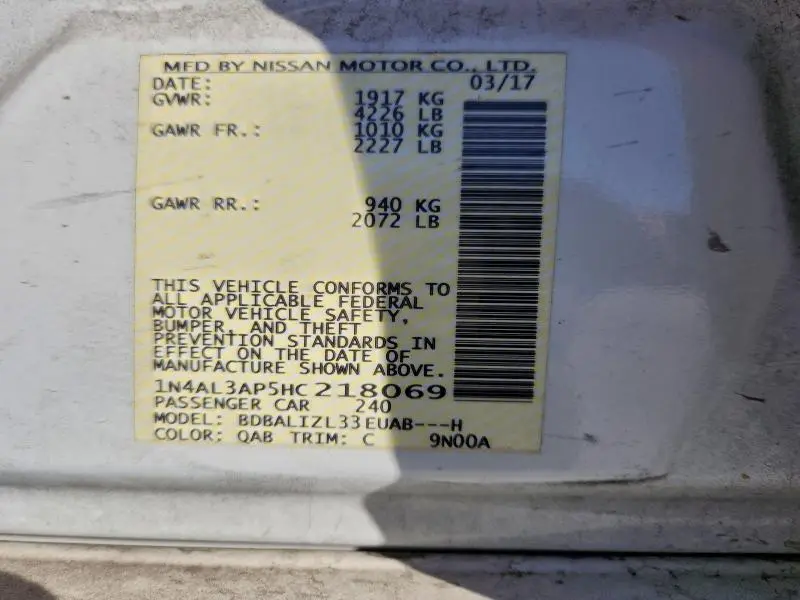 MFD BY NISSAN MOTOR CO., LTD.
DATE: 03/17
GVWR: 1917 KG
4226 LB
GAWR FR.: 1010 KG
2227 LB
GAWR RR.: 940 KG
2072 LB
THIS VEHICLE CONFORMS TO
ALL APPLICABLE FEDERAL
MOTOR VEHICLE SAFETY,
BUMPER, AND THEFT
PREVENTION STANDARDS IN
EFFECT ON THE DATE OF
MANUFACTURE SHOWN ABOVE.
1N4AL3AP5HC218069
PASSENGER CAR 240
MODEL: BDBALIZL33EUAB---H
COLOR: QAB TRIM: C 9N00A